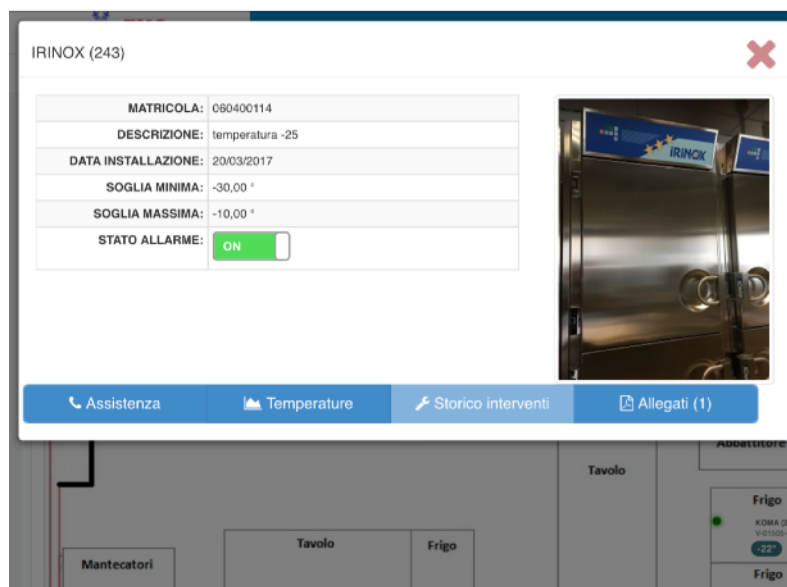 IRINOX (243)
MATRICOLA: 060400114
DESCRIZIONE: temperatura -25
DATA INSTALLAZIONE: 20/03/2017
SOGLIA MINIMA: -30,00 °
SOGLIA MASSIMA: -10,00 °
STATO ALLARME: ON
IRINOX
Assistenza
Temperature
Storico interventi
Allegati (1)
Abbattitore
Tavolo
Frigo
KOMA
-22°
Tavolo
Frigo
Mantecatori
Frigo